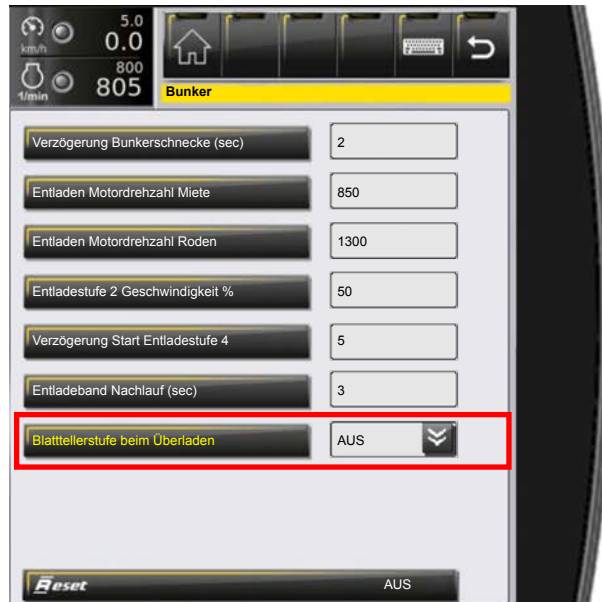 5.0
km/h 0.0
800
1/min 805
Bunker
Verzögerung Bunkerschnecke (sec) 2
Entladen Motordrehzahl Miete 850
Entladen Motordrehzahl Roden 1300
Entladestufe 2 Geschwindigkeit % 50
Verzögerung Start Entladestufe 4 5
Entladeband Nachlauf (sec) 3
Blatttellerstufe beim Überladen AUS
Reset AUS